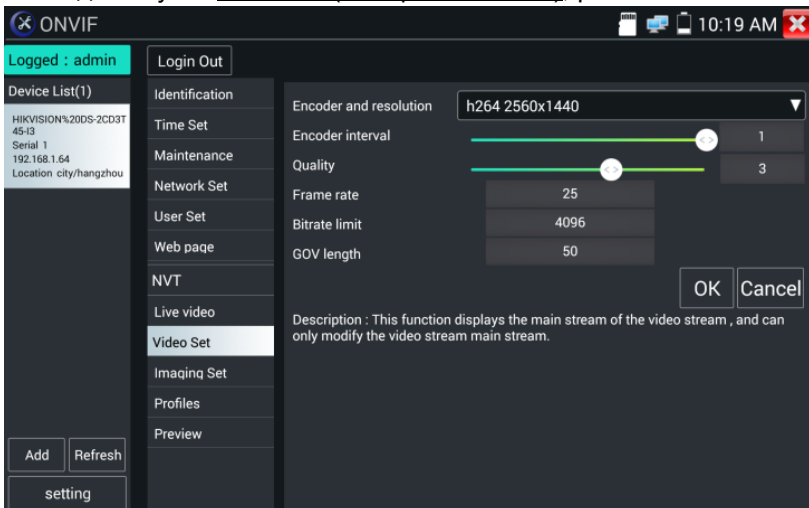 ONVIF
10:19 AM
Logged : admin
Login Out
Device List(1)
HIKVISION%20DS-2CD3T
45-I3
Serial 1
192.168.1.64
Location city/hangzhou
Add
Refresh
setting
Identification
Time Set
Maintenance
Network Set
User Set
Web page
NVT
Live video
Video Set
Imaging Set
Profiles
Preview
Encoder and resolution h264 2560x1440
Encoder interval 1
Quality 3
Frame rate 25
Bitrate limit 4096
GOV length 50
OK Cancel
Description : This function displays the main stream of the video stream , and can
only modify the video stream main stream.